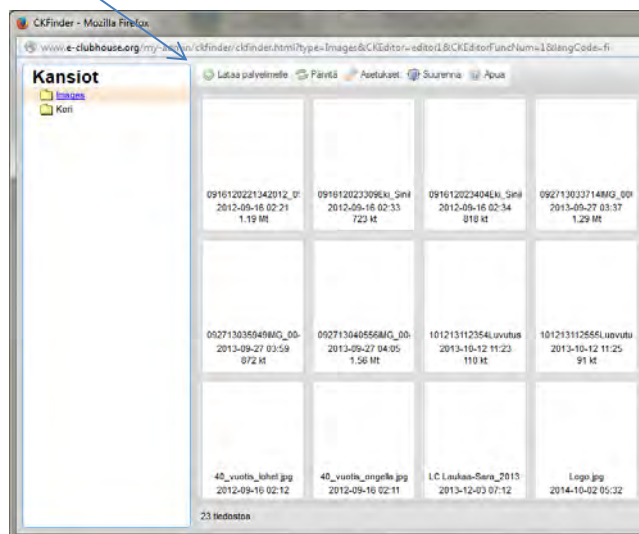 CKFinder - Mozilla Firefox
www.e-clubhouse.org/my-admin/ckfinder/ckfinder.html?type=Images&CKEditor=editor1&CKEditorFuncNum=1&langCode=fi
Kansiot
Images
Kori
Lataa palvelimelle Päivitä Asetukset Suurenna Apua
0916120221342012_0 091612023309Eki_Sini 091612023404Eki_Sini 092713033714IMG_00
2012-09-16 02:21 2012-09-16 02:33 2012-09-16 02:34 2013-09-27 03:37
1.19 Mt 723 kt 818 kt 1.29 Mt
092713035949IMG_00 092713040556IMG_00 101213112354Luvutus 101213112555Luovutu
2013-09-27 03:59 2013-09-27 04:05 2013-10-12 11:23 2013-10-12 11:25
872 kt 1.56 Mt 110 kt 91 kt
40_vuotis_lohet.jpg 40_vuotis_ongella.jpg LC Laukaa-Sara_2013 Logo.jpg
2012-09-16 02:12 2012-09-16 02:11 2013-12-03 07:12 2014-10-02 05:32
23 tiedostoa